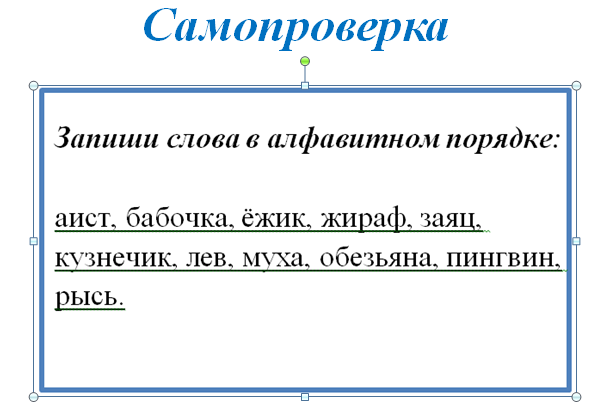 Самопроверка
Запиши слова в алфавитном порядке:
аист, бабочка, ёжик, жираф, заяц,
кузнечик, лев, муха, обезьяна, пингвин,
рысь.